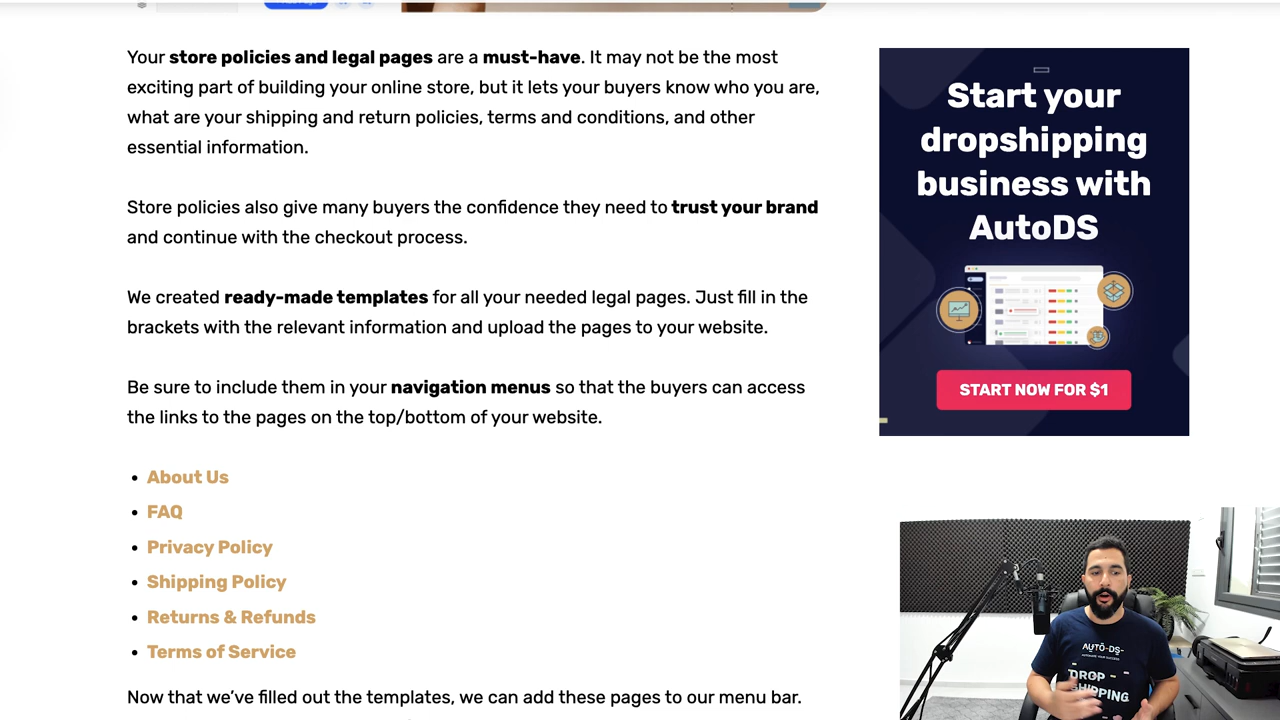 Your store policies and legal pages are a must-have. It may not be the most
exciting part of building your online store, but it lets your buyers know who you are,
what are your shipping and return policies, terms and conditions, and other
essential information.
Store policies also give many buyers the confidence they need to trust your brand
and continue with the checkout process.
We created ready-made templates for all your needed legal pages. Just fill in the
brackets with the relevant information and upload the pages to your website.
Be sure to include them in your navigation menus so that the buyers can access
the links to the pages on the top/bottom of your website.
• About Us
• FAQ
• Privacy Policy
• Shipping Policy
• Returns & Refunds
• Terms of Service
Now that we've filled out the templates, we can add these pages to our menu bar.
Start your
dropshipping
business with
AutoDS
START NOW FOR $1
AUTO-DS-
DROP
SHIPPING